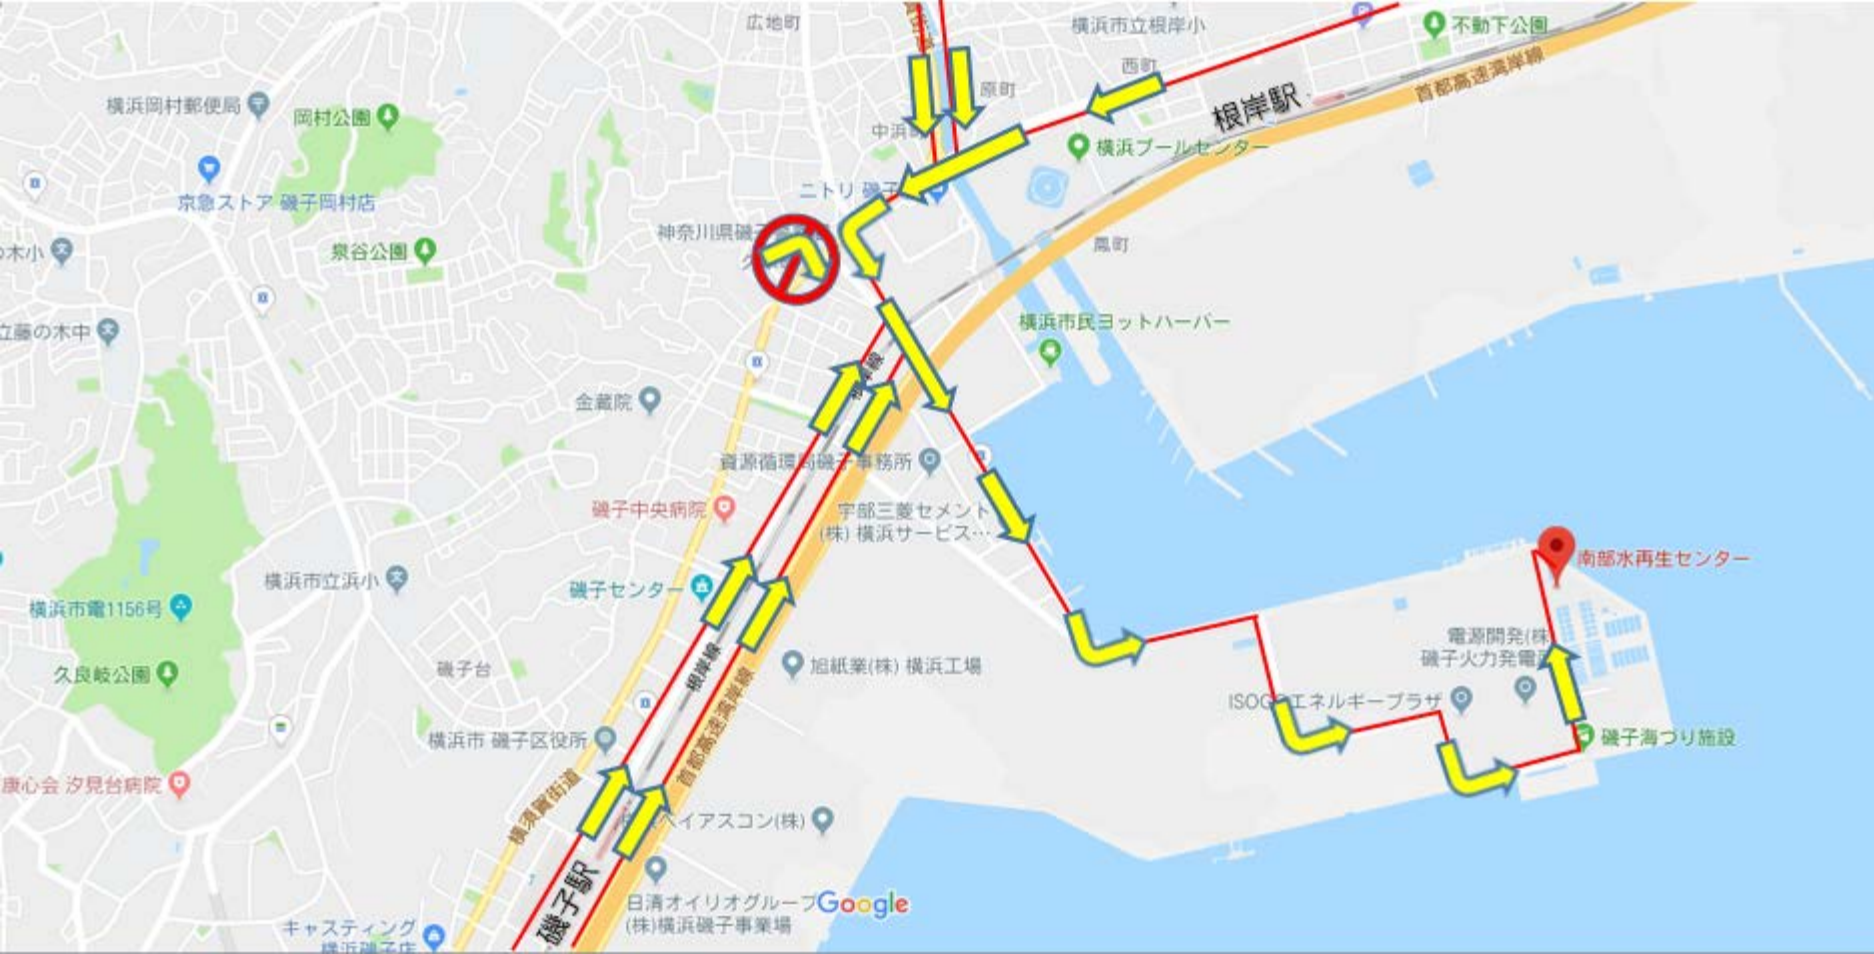 広地町
横浜市立根岸小
不動下公園
西町
首都高速湾岸線
原町
根岸駅
横浜岡村郵便局
岡村公園
中浜町
横浜プールセンター
京急ストア 磯子岡村店
ニトリ 磯子
神奈川県磯子
泉谷公園
の木小
鳳町
立藤の木中
横浜市民ヨットハーバー
根岸線
金蔵院
資源循環局磯子事務所
磯子中央病院
宇部三菱セメント
(株) 横浜サービス…
南部水再生センター
横浜市立浜小
磯子センター
横浜市電1156号
電源開発(株
磯子火力発電所
根岸線
旭紙業(株) 横浜工場
久良岐公園
磯子台
ISOGOエネルギープラザ
首都高速湾岸線
横浜市 磯子区役所
磯子海づり施設
康心会 汐見台病院
横須賀街道
ベイアスコン(株)
磯子駅
日清オイリオグループ
(株)横浜磯子事業場
Google
キャスティング
横浜磯子店